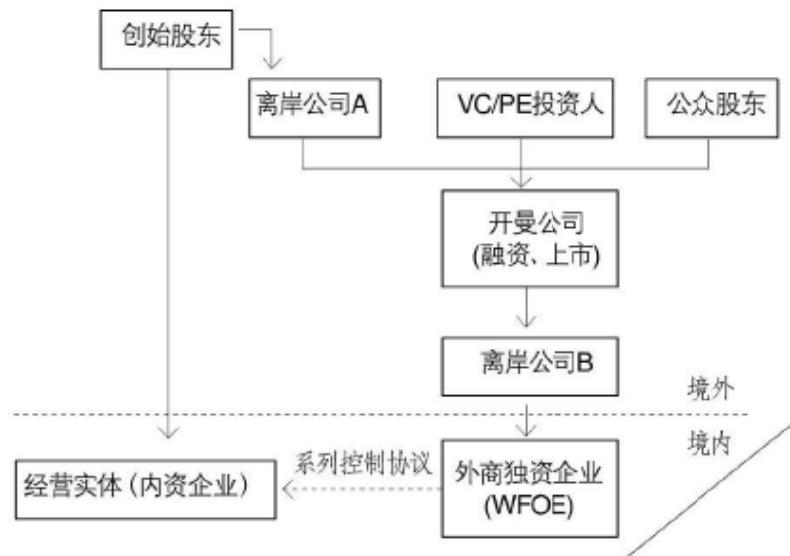 创始股东
离岸公司A
VC/PE投资人
公众股东
开曼公司
(融资、上市)
离岸公司B
境外
境内
系列控制协议
经营实体(内资企业)
外商独资企业
(WFOE)